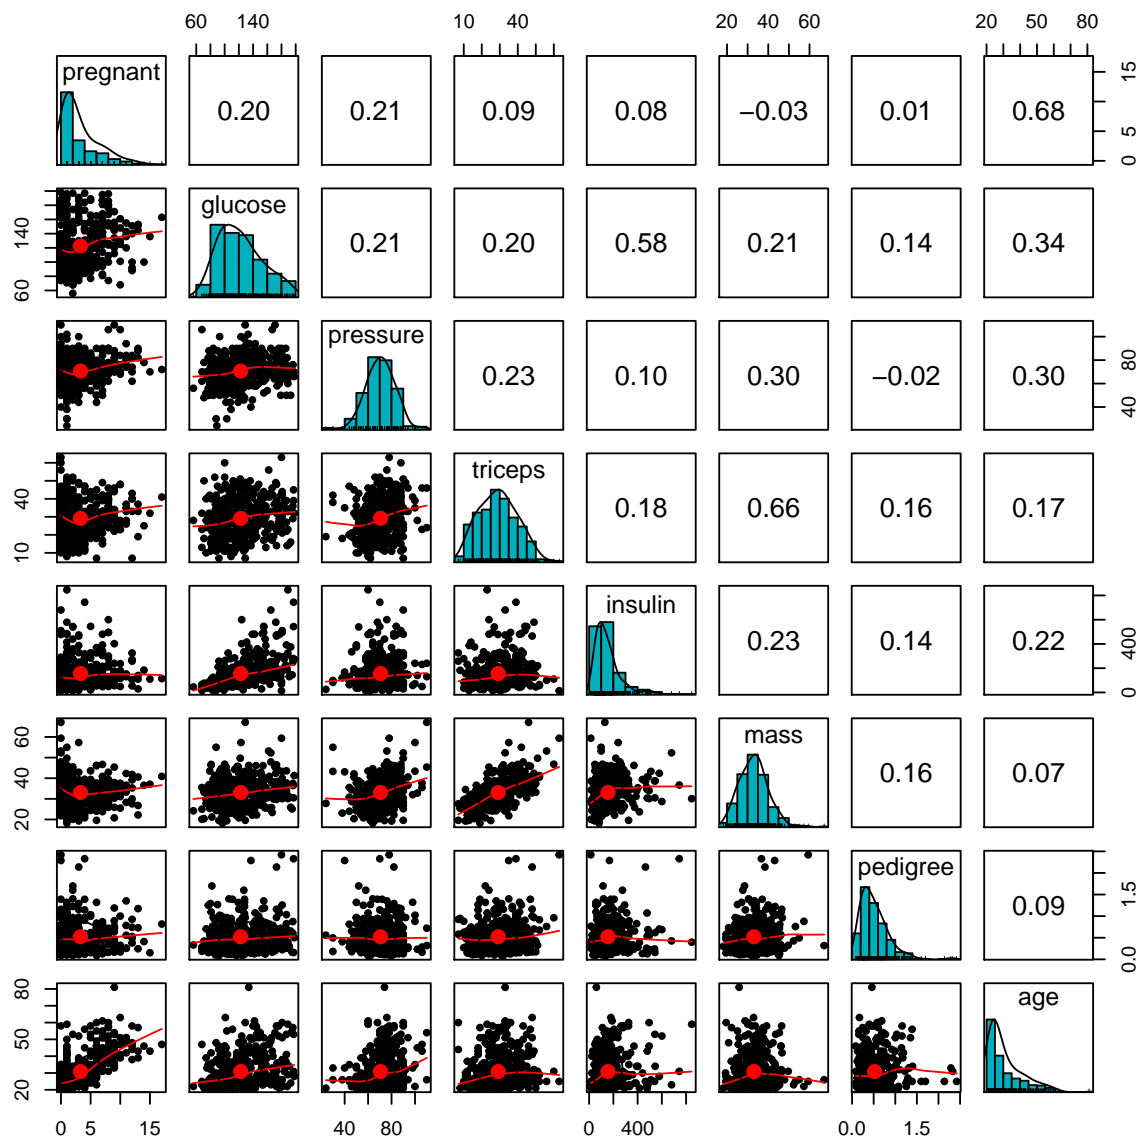 60 140 10 40 20 40 60 20 50 80
pregnant 0.20 0.21 0.09 0.08 −0.03 0.01 0.68 0 5 15
60 140 glucose 0.21 0.20 0.58 0.21 0.14 0.34
pressure 0.23 0.10 0.30 −0.02 0.30 40 80
10 40 triceps 0.18 0.66 0.16 0.17
insulin 0.23 0.14 0.22 0 400
20 40 60 mass 0.16 0.07
pedigree 0.09 0.0 1.5
20 50 80 age
0 5 15 40 80 0 400 0.0 1.5